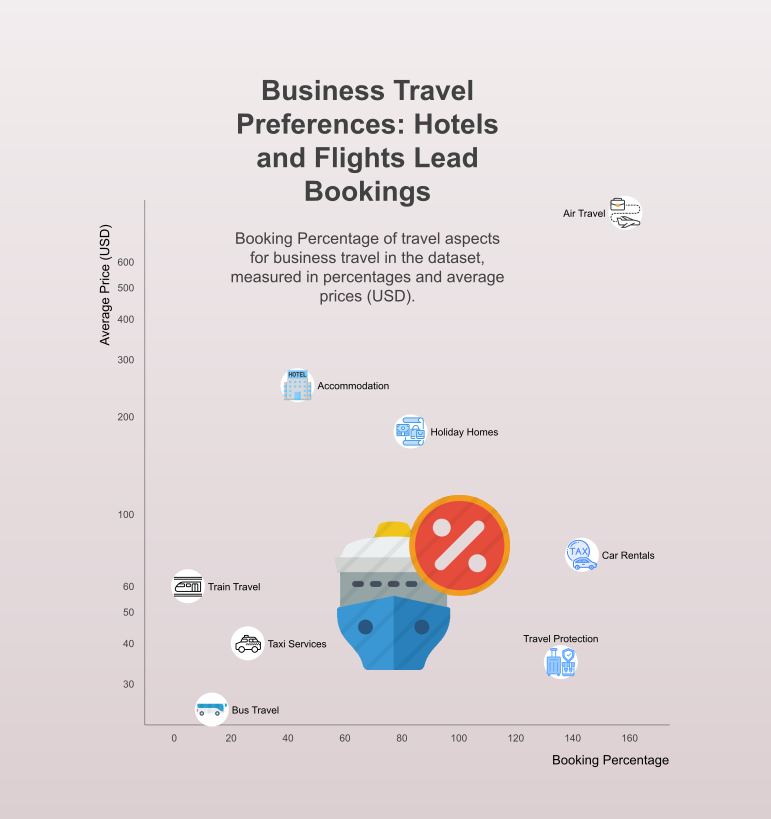 Business Travel
Preferences: Hotels
and Flights Lead
Bookings
Booking Percentage of travel aspects
for business travel in the dataset,
measured in percentages and average
prices (USD).
Average Price (USD)
600
500
400
300
200
100
60
50
40
30
Air Travel
HOTEL
Accommodation
Holiday Homes
%
TAX
Car Rentals
Train Travel
Travel Protection
Taxi Services
Bus Travel
0 20 40 60 80 100 120 140 160
Booking Percentage